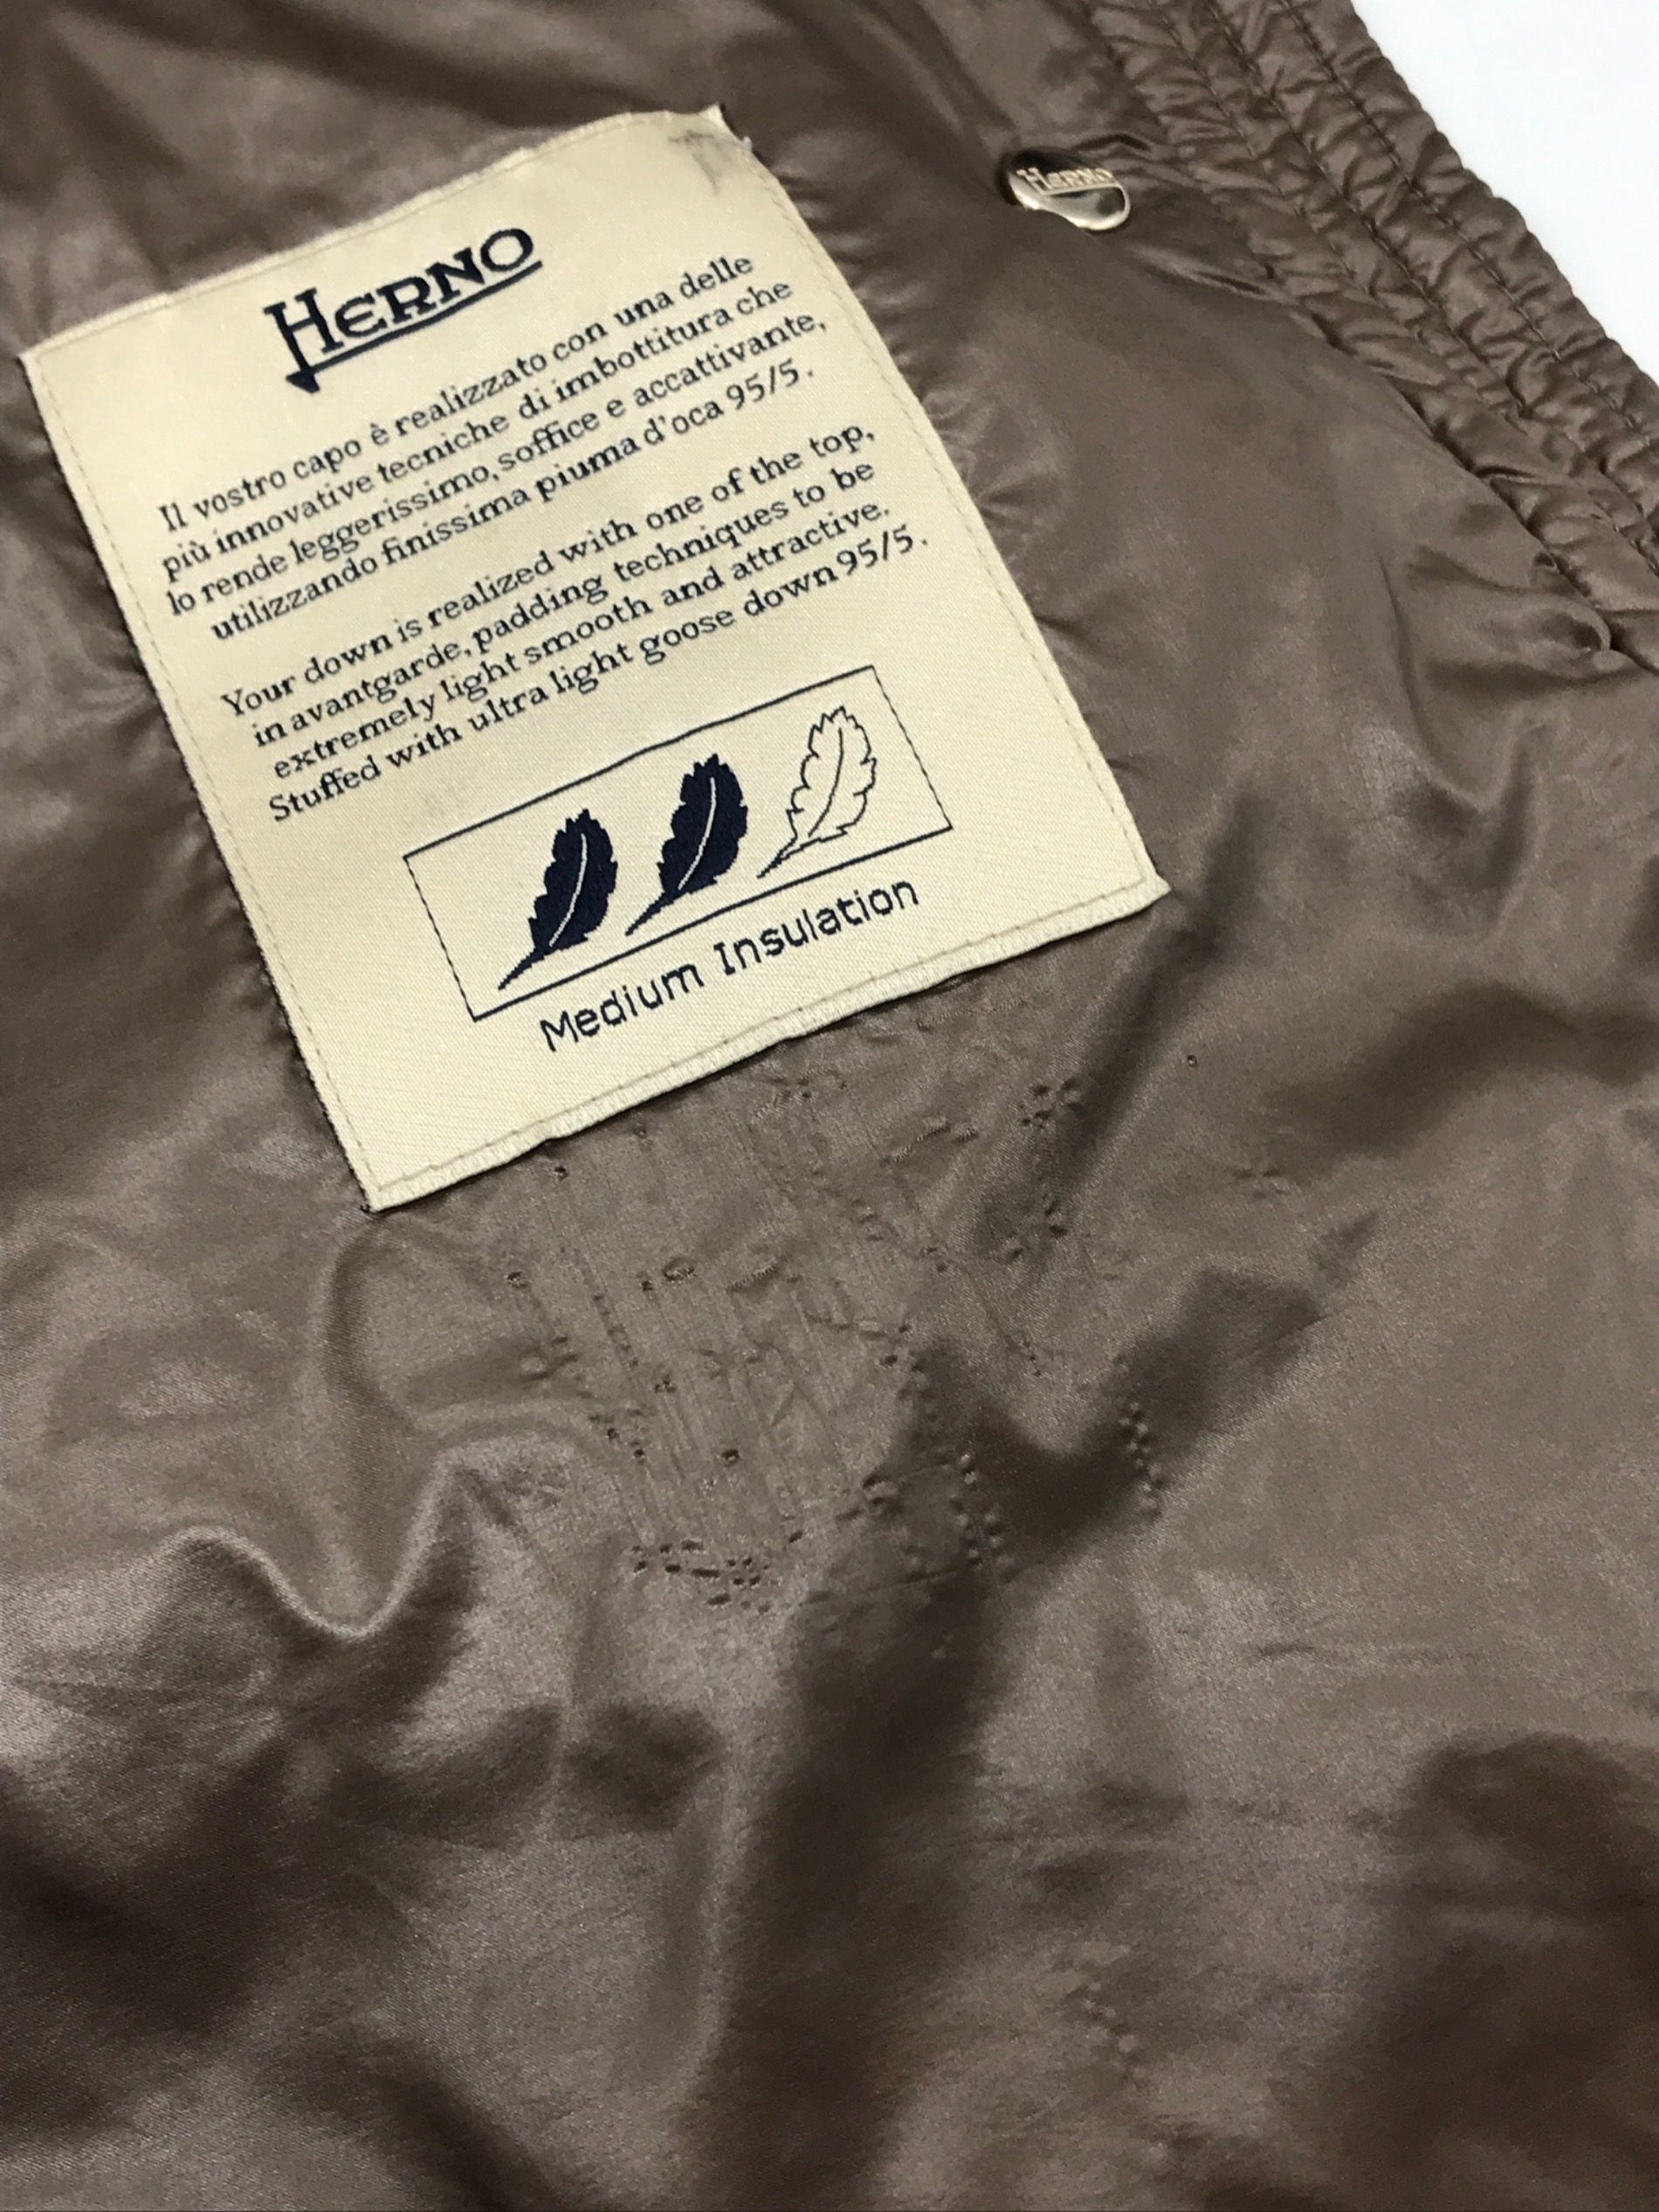 HERNO
HERNO
Il vostro capo è realizzato con una delle
più innovative tecniche di imbottitura che
lo rende leggerissimo, soffice e accattivante,
utilizzando finissima piuma d'oca 95/5.
Your down is realized with one of the top,
in avantgarde, padding techniques to be
extremely light smooth and attractive.
Stuffed with ultra light goose down 95/5.
Medium Insulation